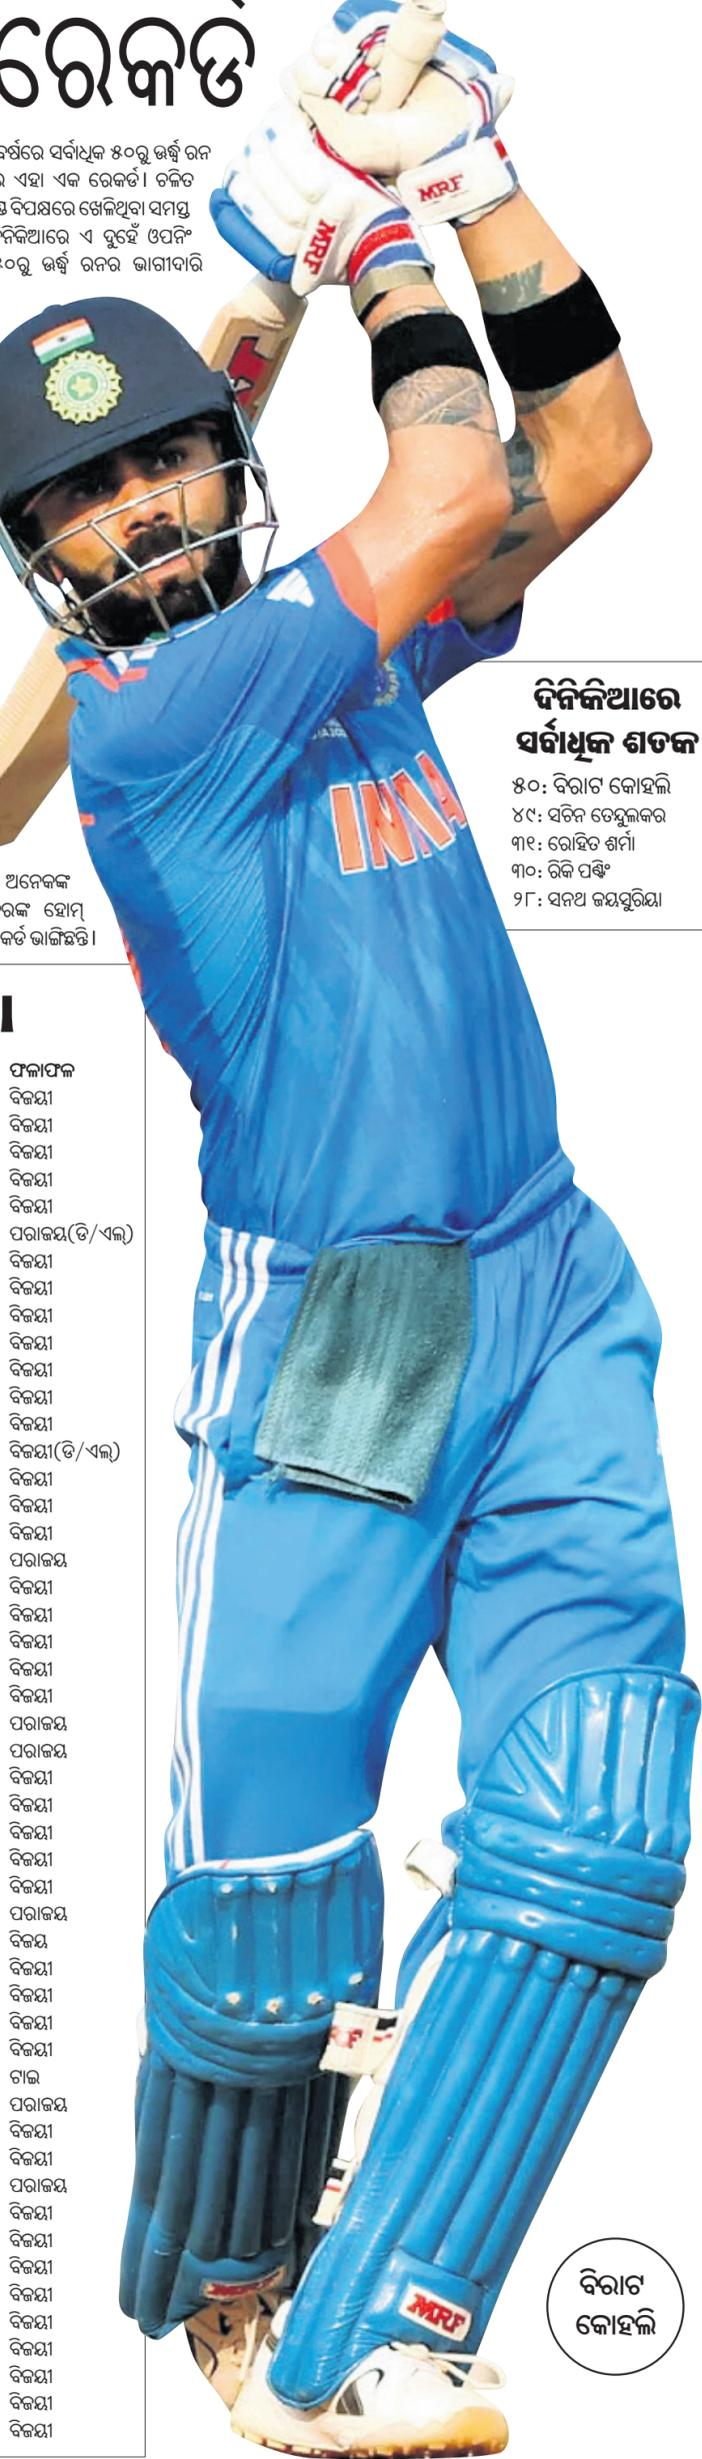 ରେକର୍ଡ
ବର୍ଷରେ ସର୍ବାଧିକ ୫୦ରୁ ଊର୍ଦ୍ଧ୍ୱ ରନ
ଏହା ଏକ ରେକର୍ଡ। ଚଳିତ
ବିପକ୍ଷରେ ଖେଳିଥିବା ସମସ୍ତ
ଏ ଦୁହେଁ ଓପନିଂ
ଊର୍ଦ୍ଧ୍ୱ ରନର ଭାଗୀଦାରି
MRF
MRF
INDIA
ଦିନିକିଆରେ
ସର୍ବାଧିକ ଶତକ
୫୦: ବିରାଟ କୋହଲି
୪୯: ସଚିନ ତେନ୍ଦୁଲକର
୩୧: ରୋହିତ ଶର୍ମା
୩୦: ରିକି ପଣ୍ଟିଂ
୨୮: ସନଥ ଜୟସୁରିୟା
ଅନେକଙ୍କ
ହୋମ୍
ଭାଙ୍ଗିଛନ୍ତି।
ଫଳାଫଳ
ବିଜୟୀ
ବିଜୟୀ
ବିଜୟୀ
ବିଜୟୀ
ବିଜୟୀ
ପରାଜୟ(ଡି/ଏଲ୍)
ବିଜୟୀ
ବିଜୟୀ
ବିଜୟୀ
ବିଜୟୀ
ବିଜୟୀ
ବିଜୟୀ
ବିଜୟୀ
ବିଜୟୀ(ଡି/ଏଲ୍)
ବିଜୟୀ
ବିଜୟୀ
ବିଜୟୀ
ପରାଜୟ
ବିଜୟୀ
ବିଜୟୀ
ବିଜୟୀ
ବିଜୟୀ
ବିଜୟୀ
ପରାଜୟ
ପରାଜୟ
ବିଜୟୀ
ବିଜୟୀ
ବିଜୟୀ
ବିଜୟୀ
ବିଜୟୀ
ପରାଜୟ
ବିଜୟ
ବିଜୟୀ
ବିଜୟୀ
ବିଜୟୀ
ବିଜୟୀ
ଟାଇ
ପରାଜୟ
ବିଜୟୀ
ବିଜୟୀ
ପରାଜୟ
ବିଜୟୀ
ବିଜୟୀ
ବିଜୟୀ
ବିଜୟୀ
ବିଜୟୀ
ବିଜୟୀ
ବିଜୟୀ
ବିଜୟୀ
ବିଜୟୀ
MRF
ବିରାଟ
କୋହଲି